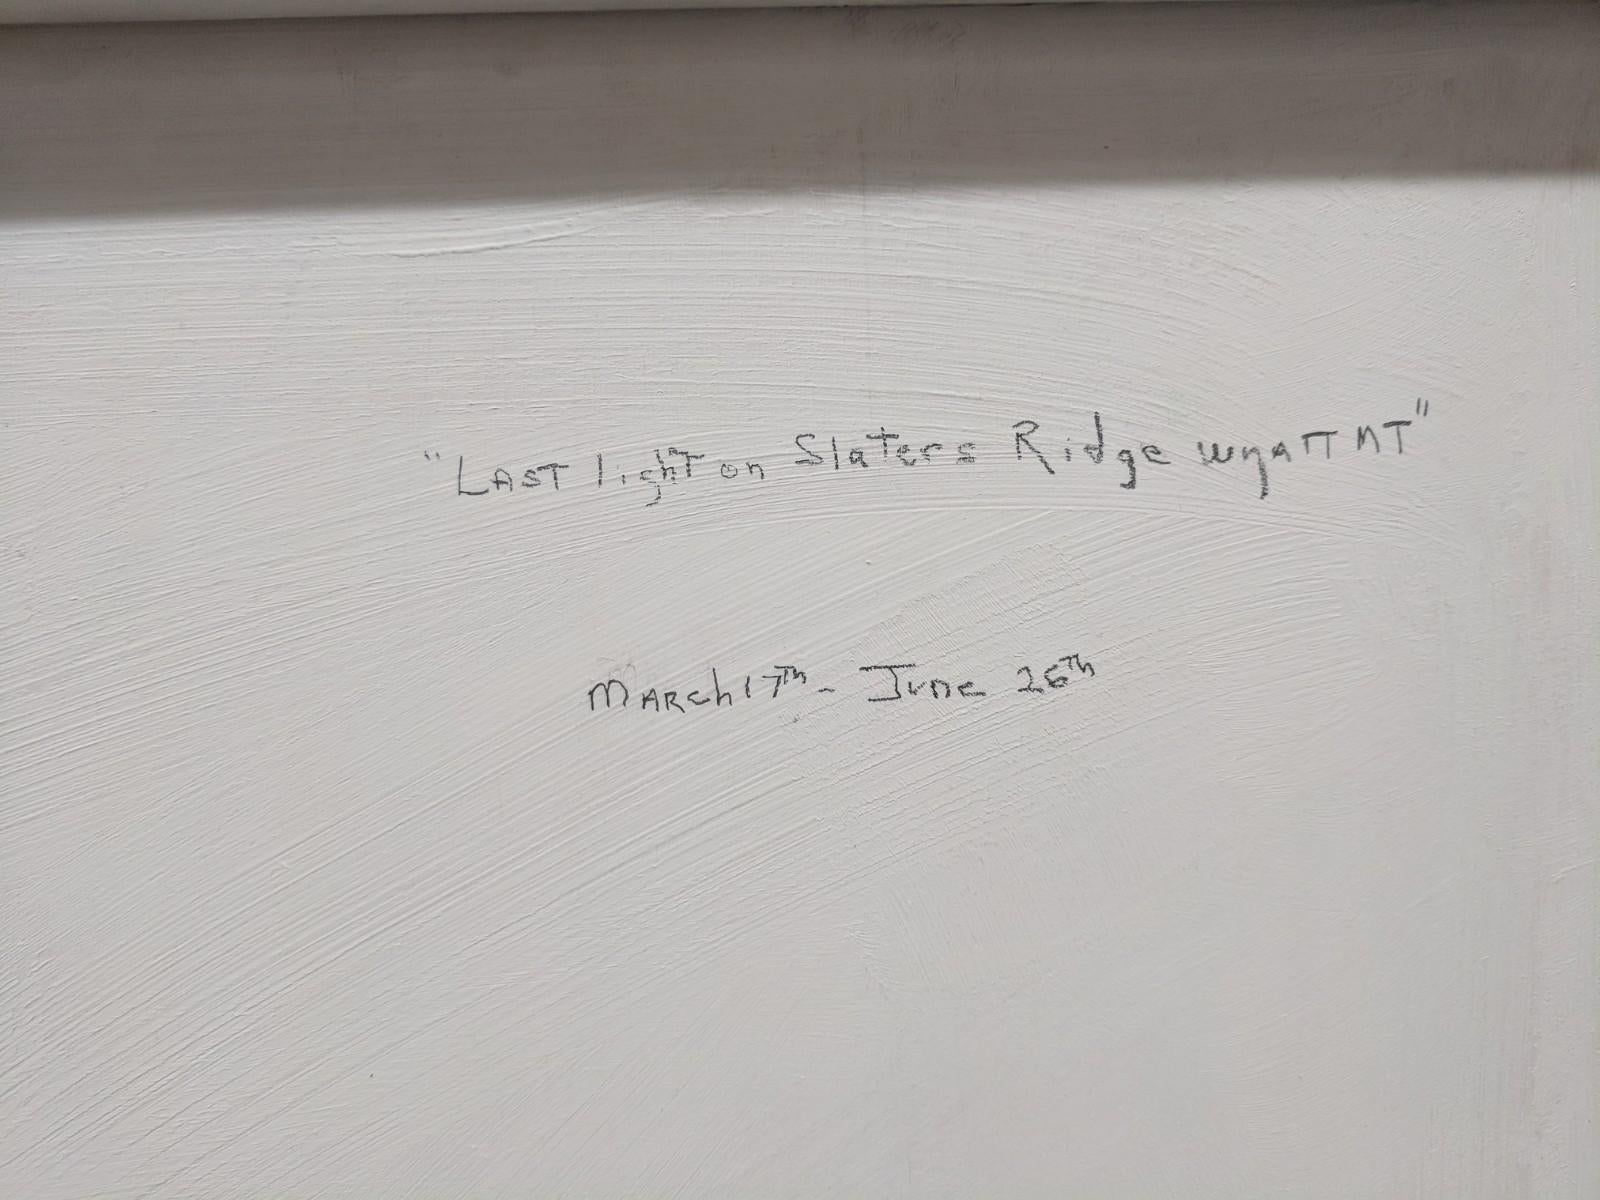 "LAST light on Slaters Ridge wyatt MT"
MARch 17Th - June 26Th